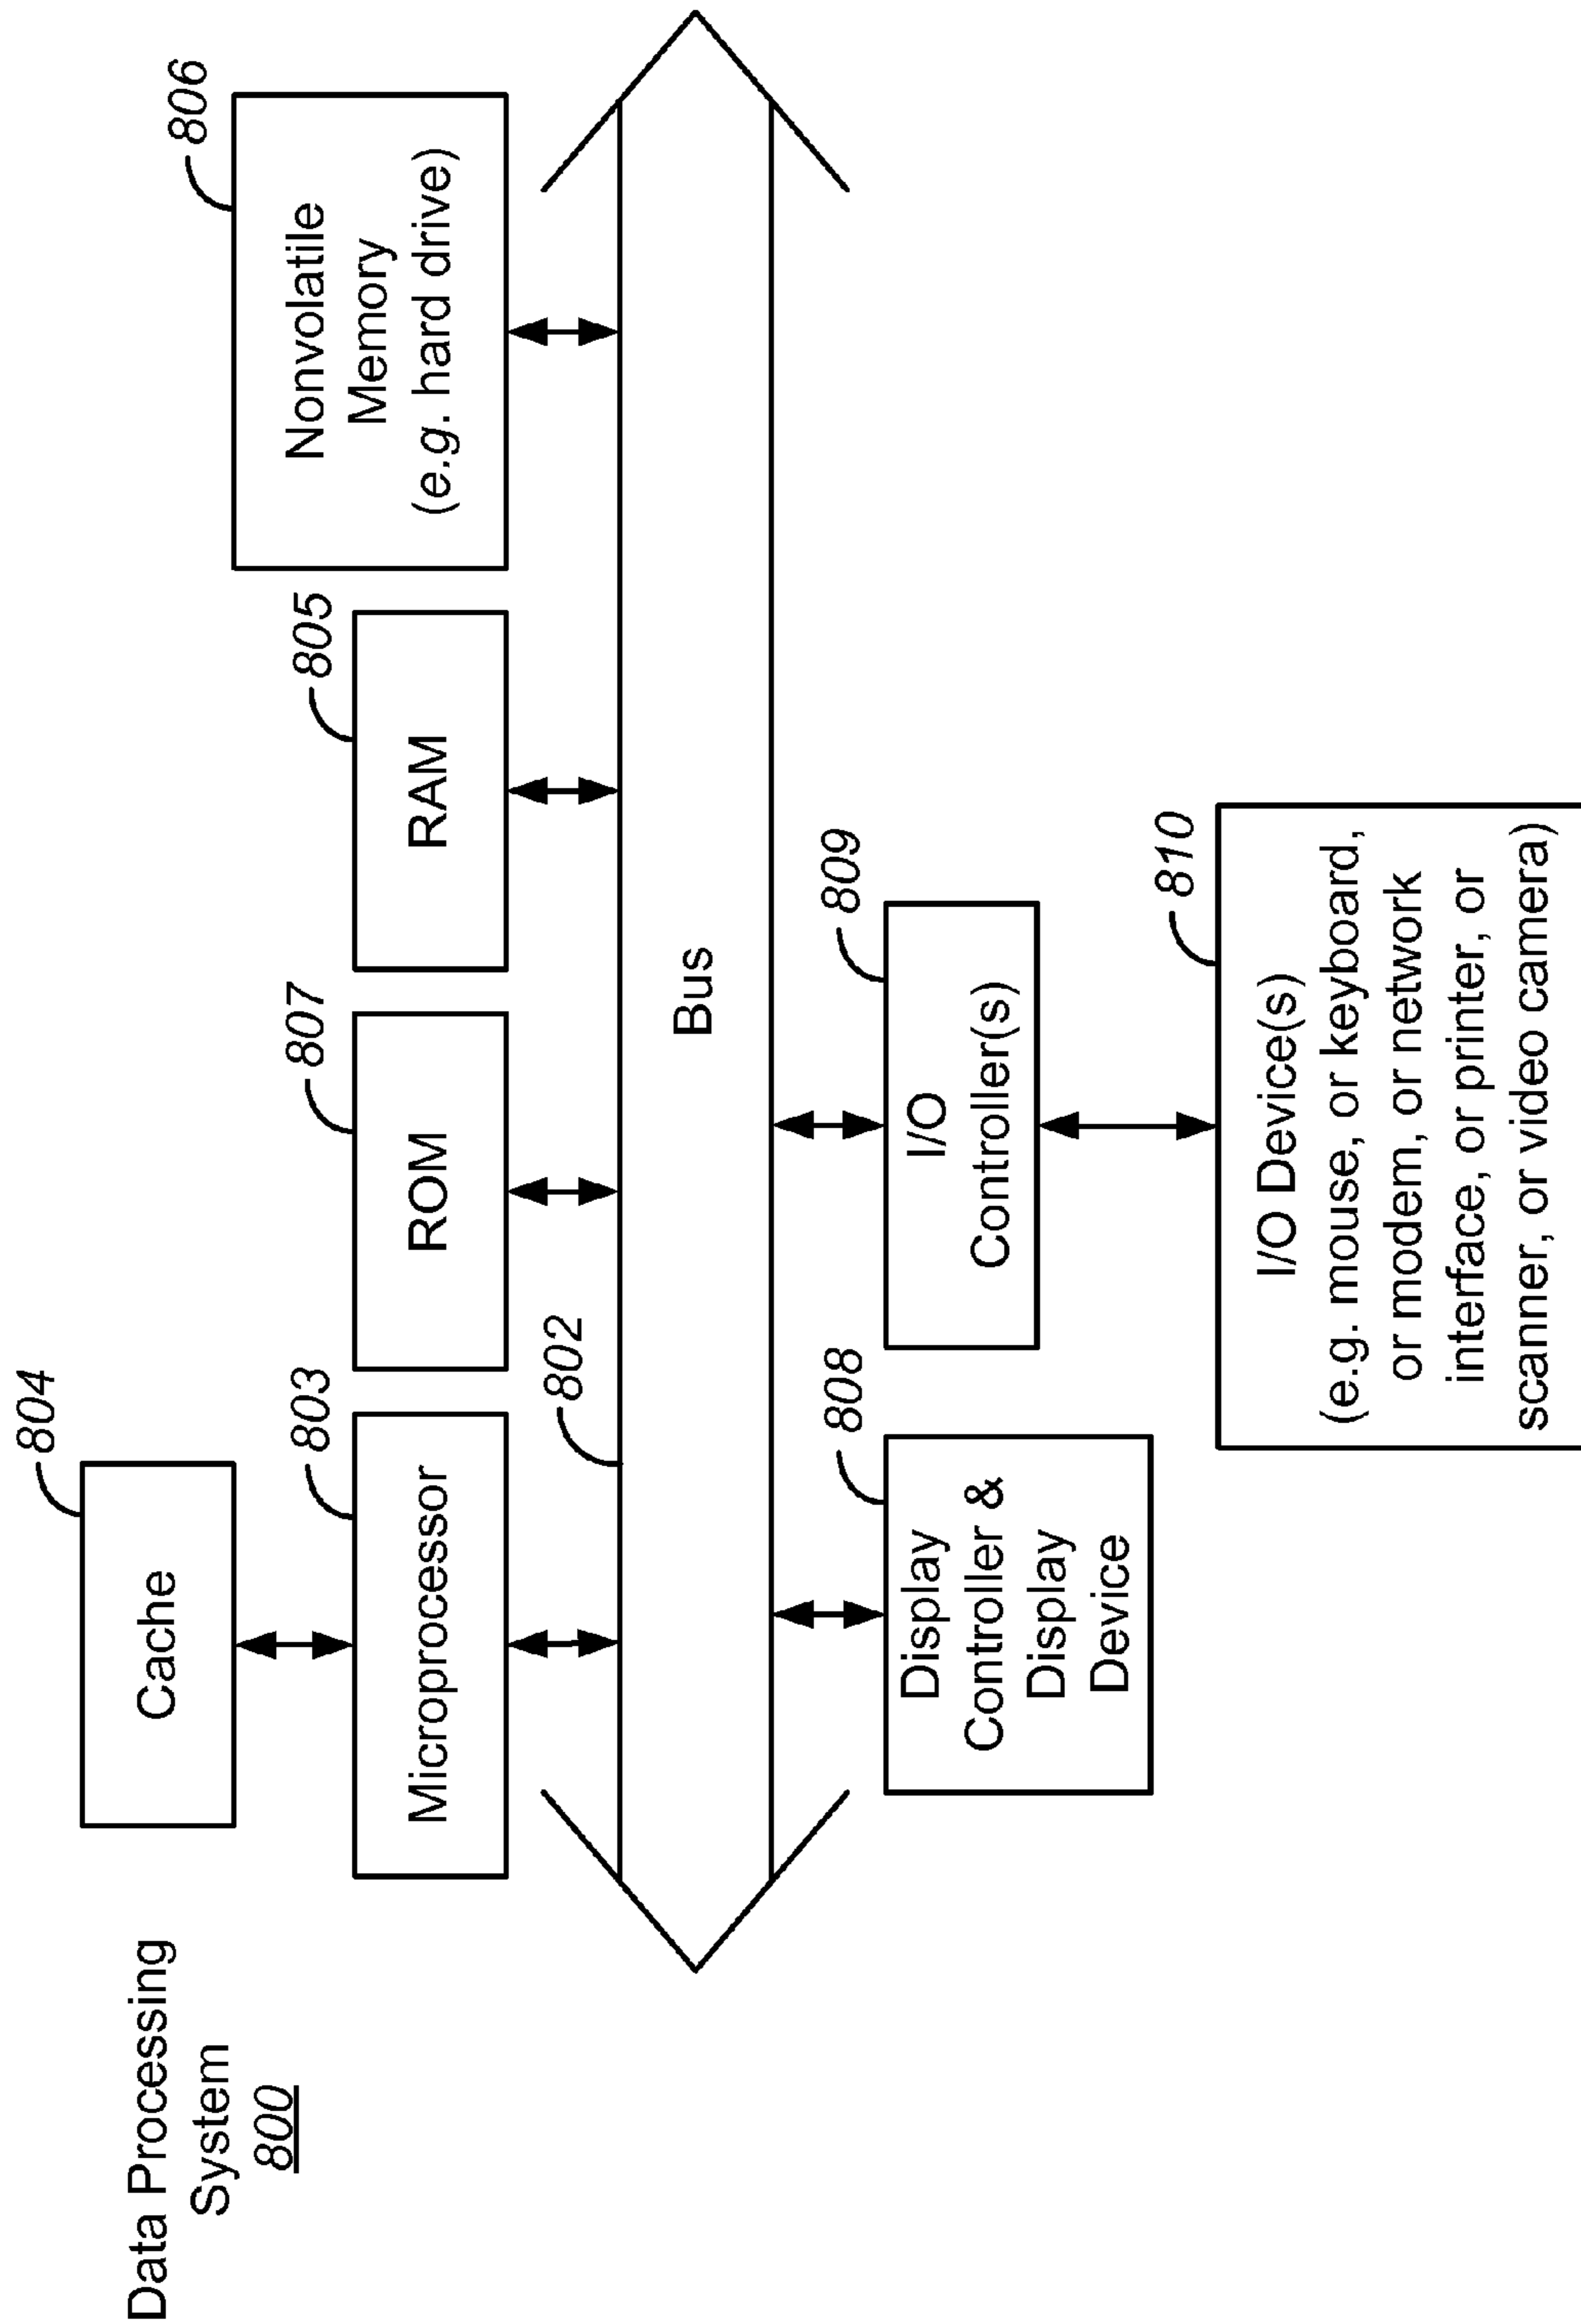 Data Processing
System
800
804
Cache
803
Microprocessor
807
ROM
805
RAM
806
Nonvolatile
Memory
(e.g. hard drive)
802
Bus
808
Display
Controller &
Display
Device
809
I/O
Controller(s)
810
I/O Device(s)
(e.g. mouse, or keyboard,
or modem, or network
interface, or printer, or
scanner, or video camera)